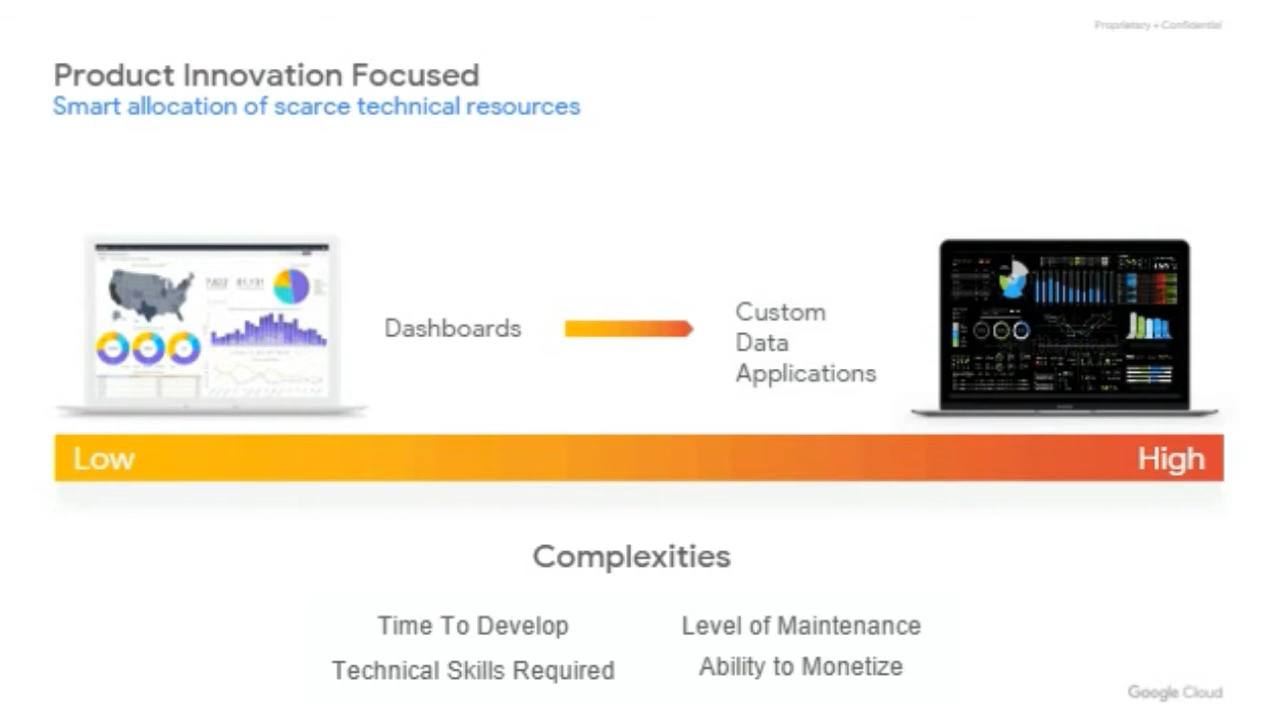 Proprietary + Confidential
Product Innovation Focused
Smart allocation of scarce technical resources
Dashboards
Custom
Data
Applications
Low
High
Complexities
Time To Develop
Level of Maintenance
Technical Skills Required
Ability to Monetize
Google Cloud